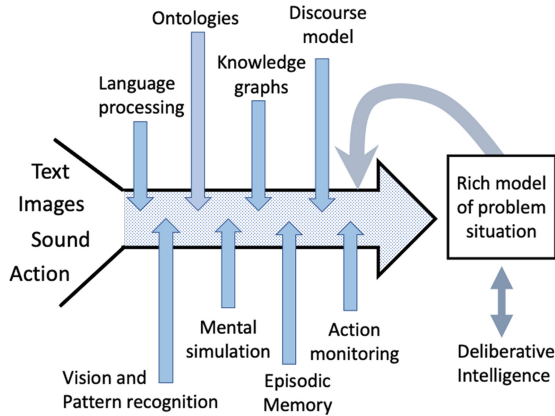 Ontologies
Discourse
model
Language
processing
Knowledge
graphs
Text
Images
Sound
Action
Rich model
of problem
situation
Mental
simulation
Action
monitoring
Vision and
Pattern recognition
Episodic
Memory
Deliberative
Intelligence